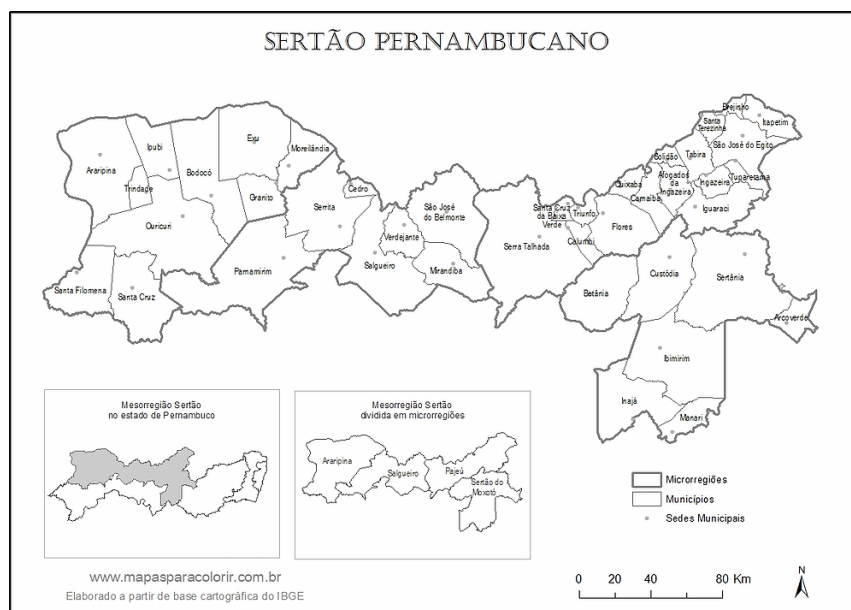 SERTÃO PERNAMBUCANO
Araripina
Ipubi
Trindade
Bodocó
Exu
Moreilândia
Granito
Ouricuri
Santa Filomena
Santa Cruz
Parnamirim
Serrita
Cedro
Salgueiro
Verdejante
São José
do Belmonte
Mirandiba
Serra Talhada
Santa Cruz
da Baixa
Verde
Triunfo
Calumbi
Flores
Quixaba
Carnaíba
Solidão
Afogados
da
Ingazeira
Tabira
Santa
Terezinha
Brejinho
Itapetim
São José do Egito
Tuparetama
Ingazeira
Iguaraci
Betânia
Custódia
Sertânia
Arcoverde
Ibimirim
Inajá
Manari
Mesorregião Sertão
no estado de Pernambuco
Mesorregião Sertão
dividida em microrregiões
Araripina
Salgueiro
Pajeú
Sertão do
Moxotó
Microrregiões
Municípios
Sedes Municipais
www.mapasparacolorir.com.br
Elaborado a partir de base cartográfica do IBGE
0 20 40 60 80 Km
N